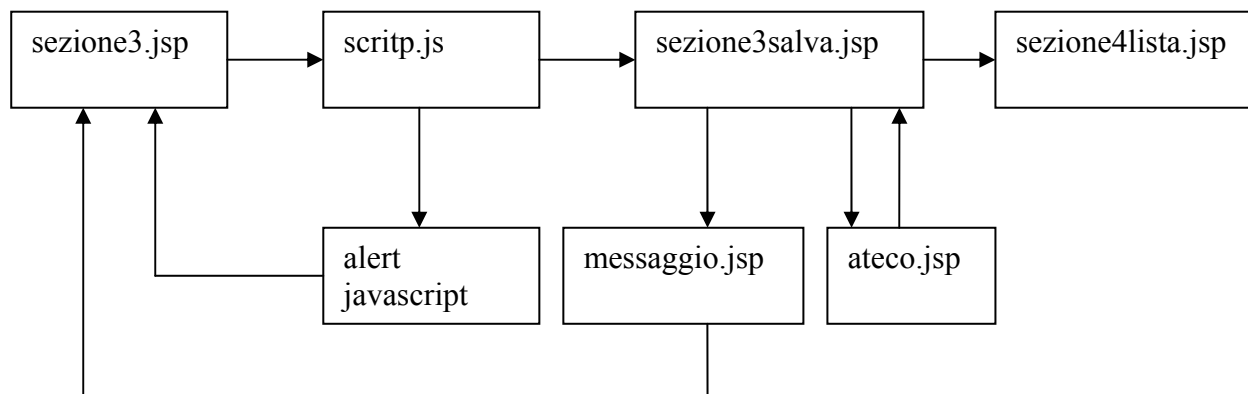 sezione3.jsp
scritp.js
sezione3salva.jsp
sezione4lista.jsp
alert
javascript
messaggio.jsp
ateco.jsp